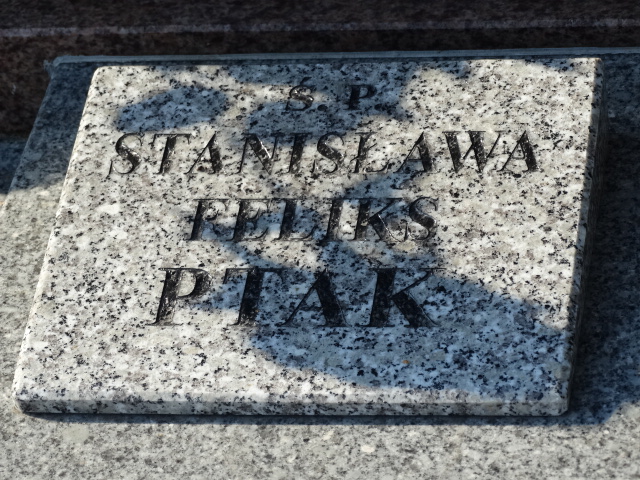 Ś. P.
STANISŁAWA
FELIKS
PTAK